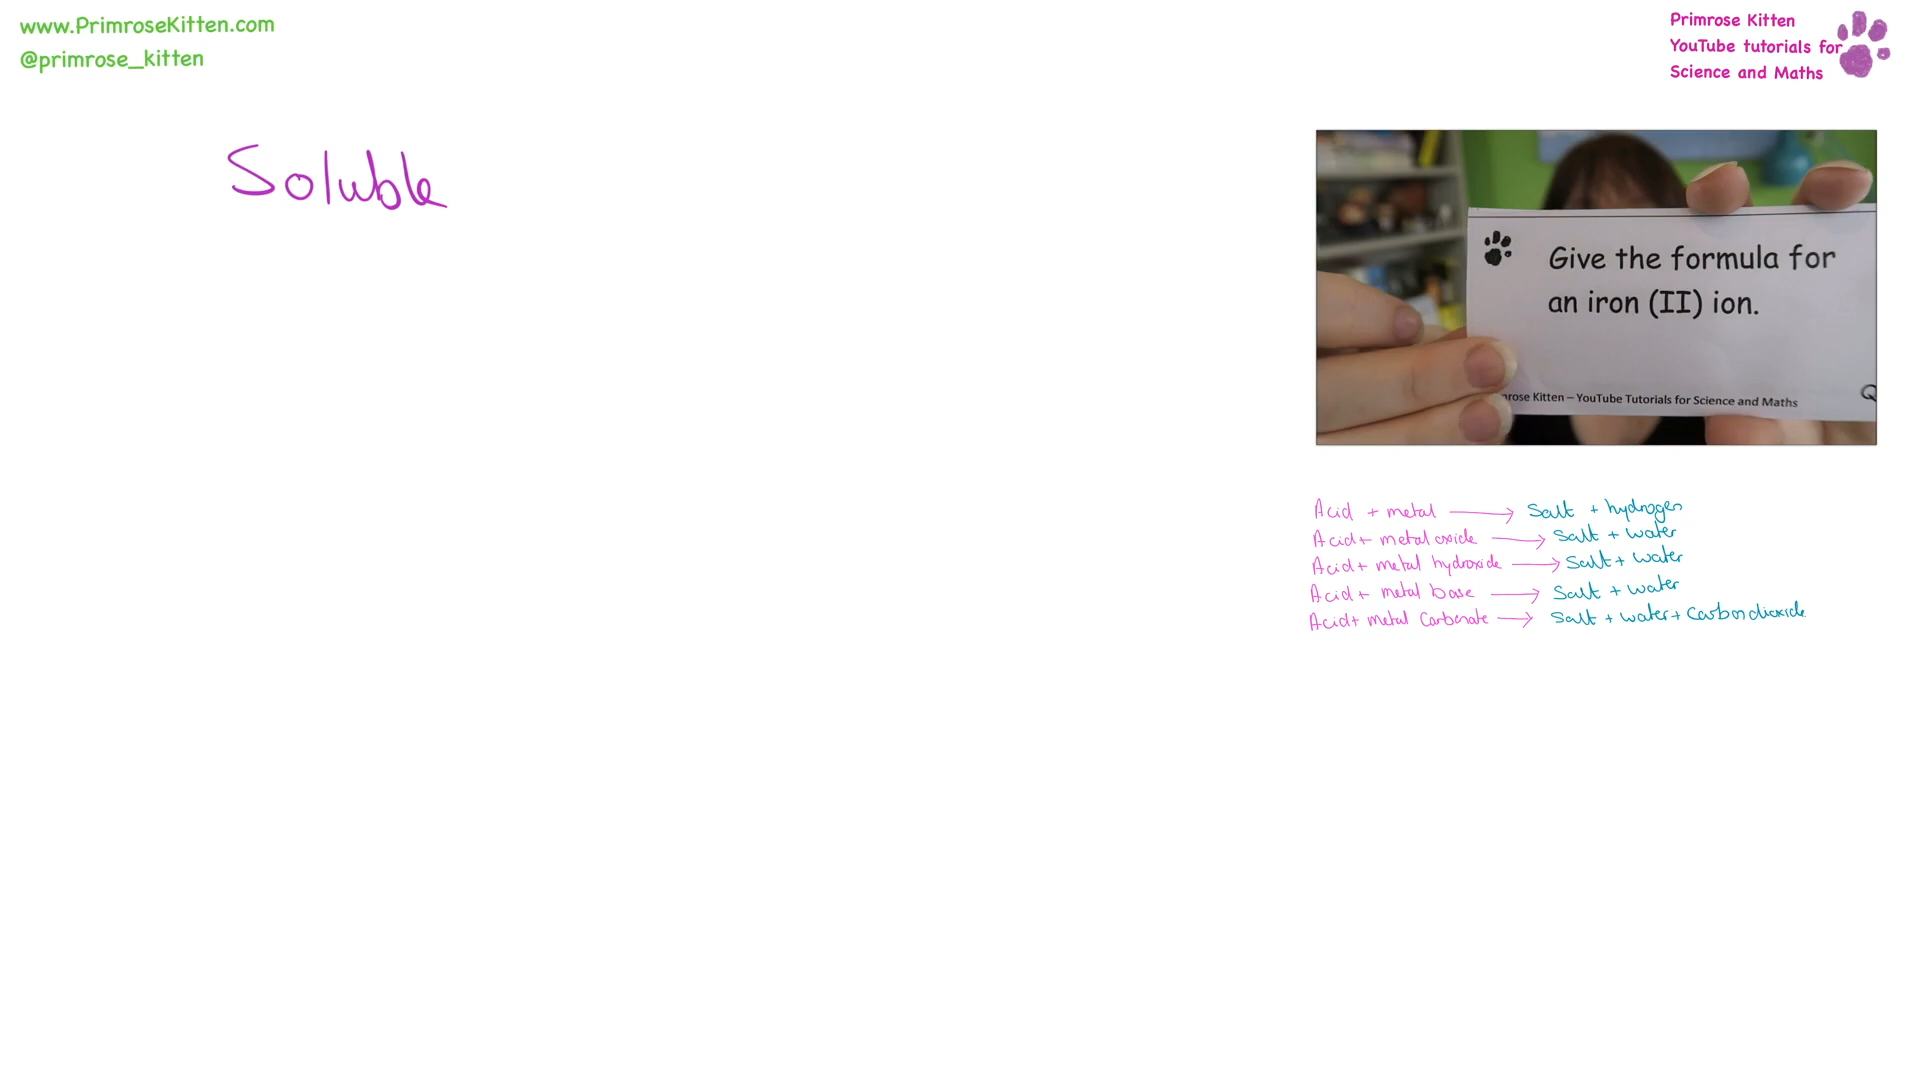 www.PrimroseKitten.com
@primrose_kitten
Primrose Kitten
YouTube tutorials for
Science and Maths
Soluble
Give the formula for
an iron (II) ion.
rose Kitten – YouTube Tutorials for Science and Maths
Q
Acid + metal → Salt + hydrogen
Acid + metal oxide → Salt + water
Acid + metal hydroxide → Salt + water
Acid + metal base → Salt + water
Acid + metal Carbonate → Salt + water + Carbon dioxide